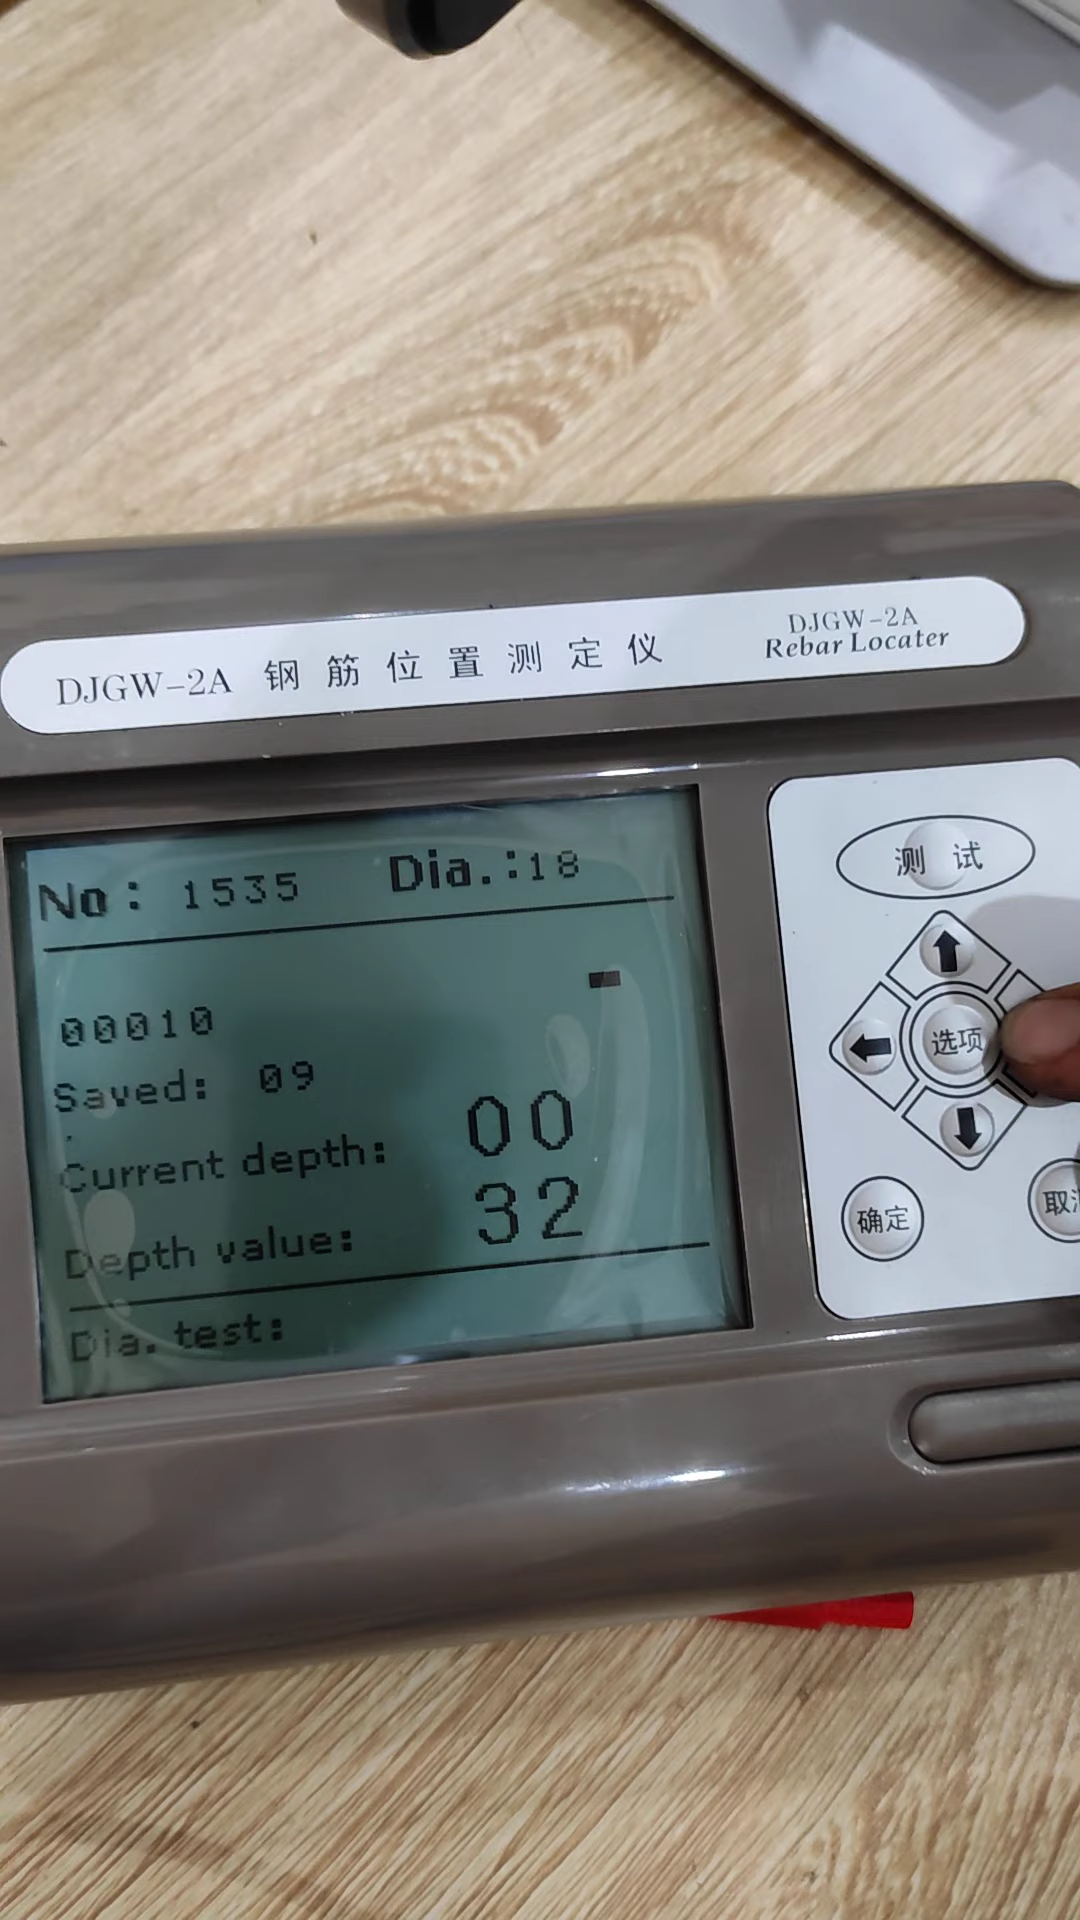 DJGW-2A 钢筋位置测定仪
DJGW-2A
Rebar Locater
No: 1535 Dia.:18
00010
Saved: 09
Current depth: 00
Depth value: 32
Dia. test:
测试
选项
确定
取